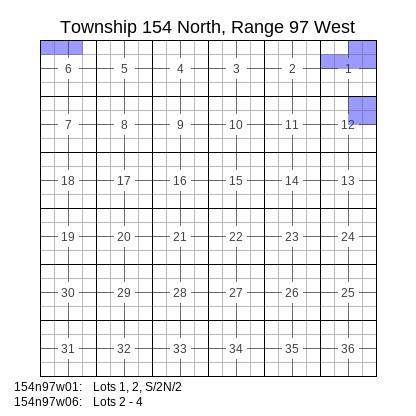 Township 154 North, Range 97 West
6 5 4 3 2 1
7 8 9 10 11 12
18 17 16 15 14 13
19 20 21 22 23 24
30 29 28 27 26 25
31 32 33 34 35 36
154n97w01: Lots 1, 2, S/2N/2
154n97w06: Lots 2 - 4